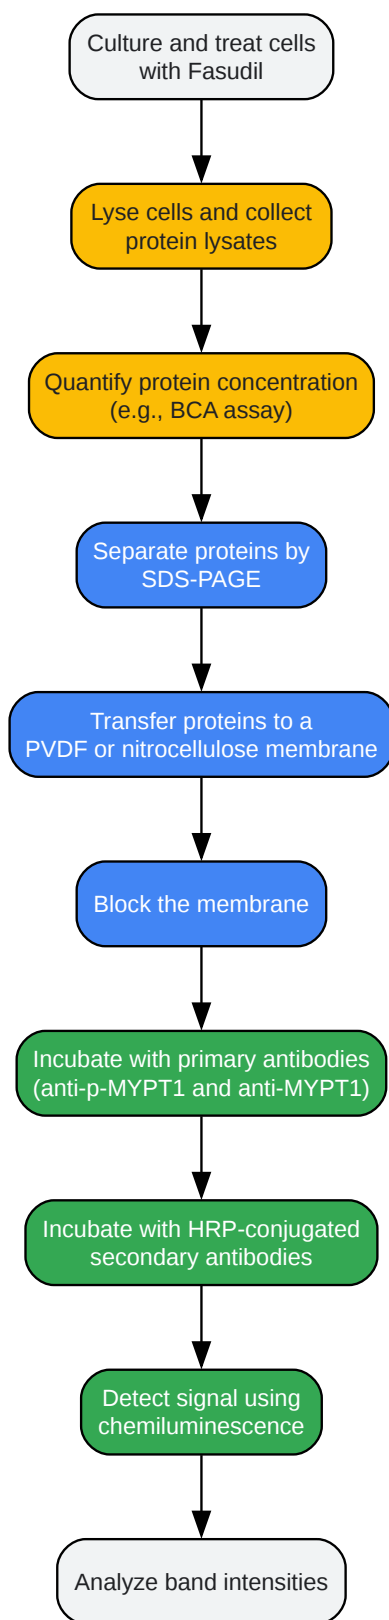 Culture and treat cells
with Fasudil
Lyse cells and collect
protein lysates
Quantify protein concentration
(e.g., BCA assay)
Separate proteins by
SDS-PAGE
Transfer proteins to a
PVDF or nitrocellulose membrane
Block the membrane
Incubate with primary antibodies
(anti-p-MYPT1 and anti-MYPT1)
Incubate with HRP-conjugated
secondary antibodies
Detect signal using
chemiluminescence
Analyze band intensities